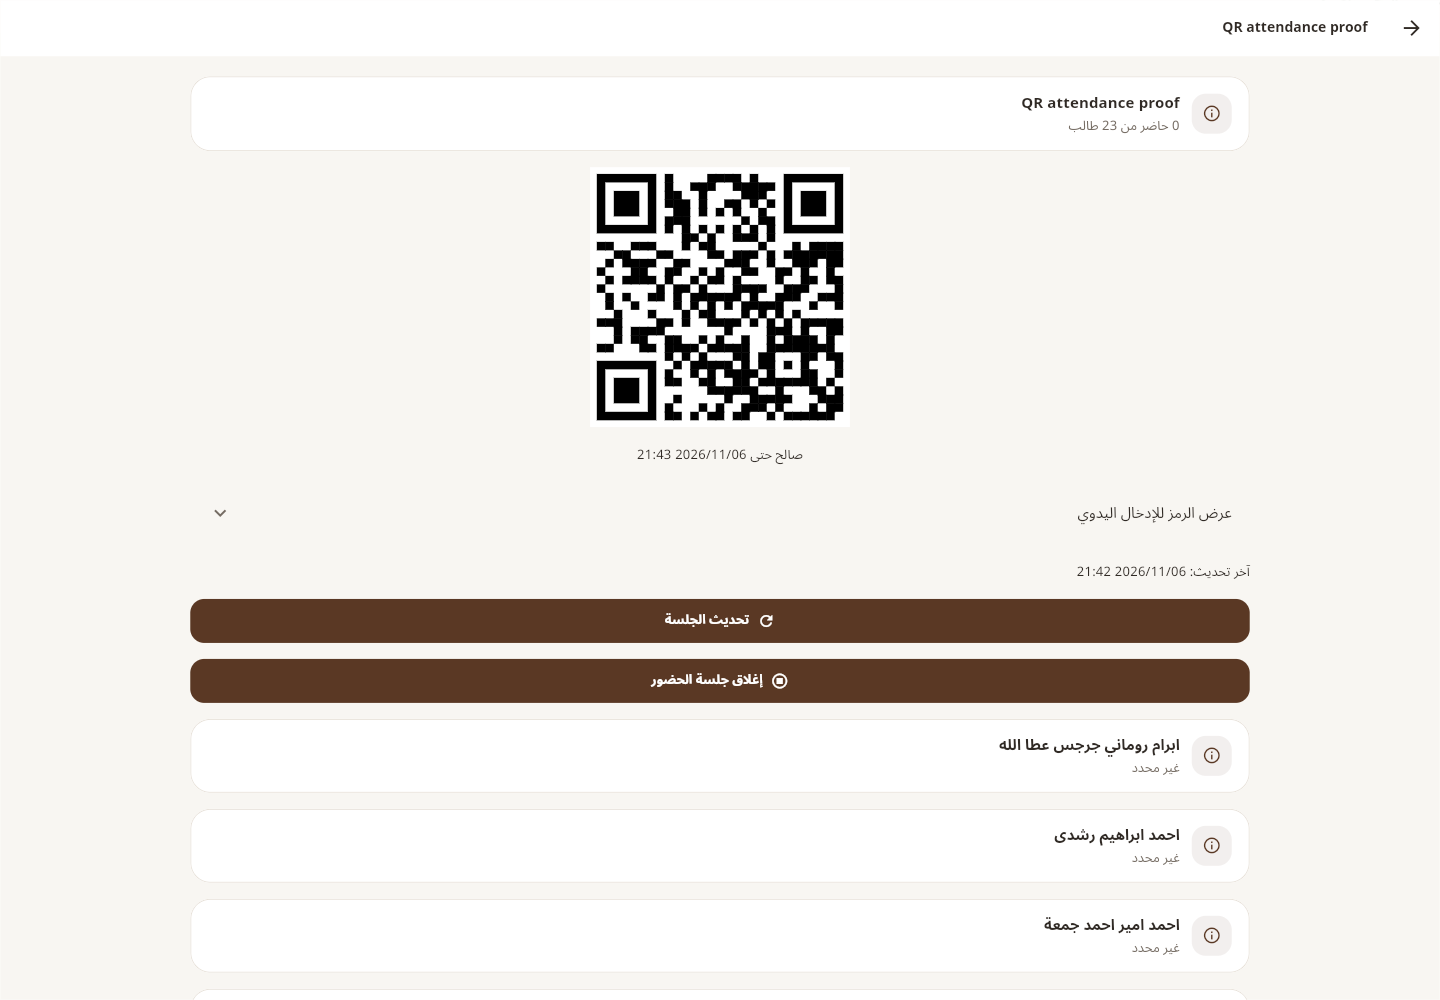 QR attendance proof
QR attendance proof
0 حاضر من 23 طالب
صالح حتى 2026/11/06 21:43
عرض الرمز للإدخال اليدوي
آخر تحديث: 2026/11/06 21:42
تحديث الجلسة
إغلاق جلسة الحضور
ابرام روماني جرجس عطا الله
غير محدد
احمد ابراهيم رشدى
غير محدد
احمد امير احمد جمعة
غير محدد